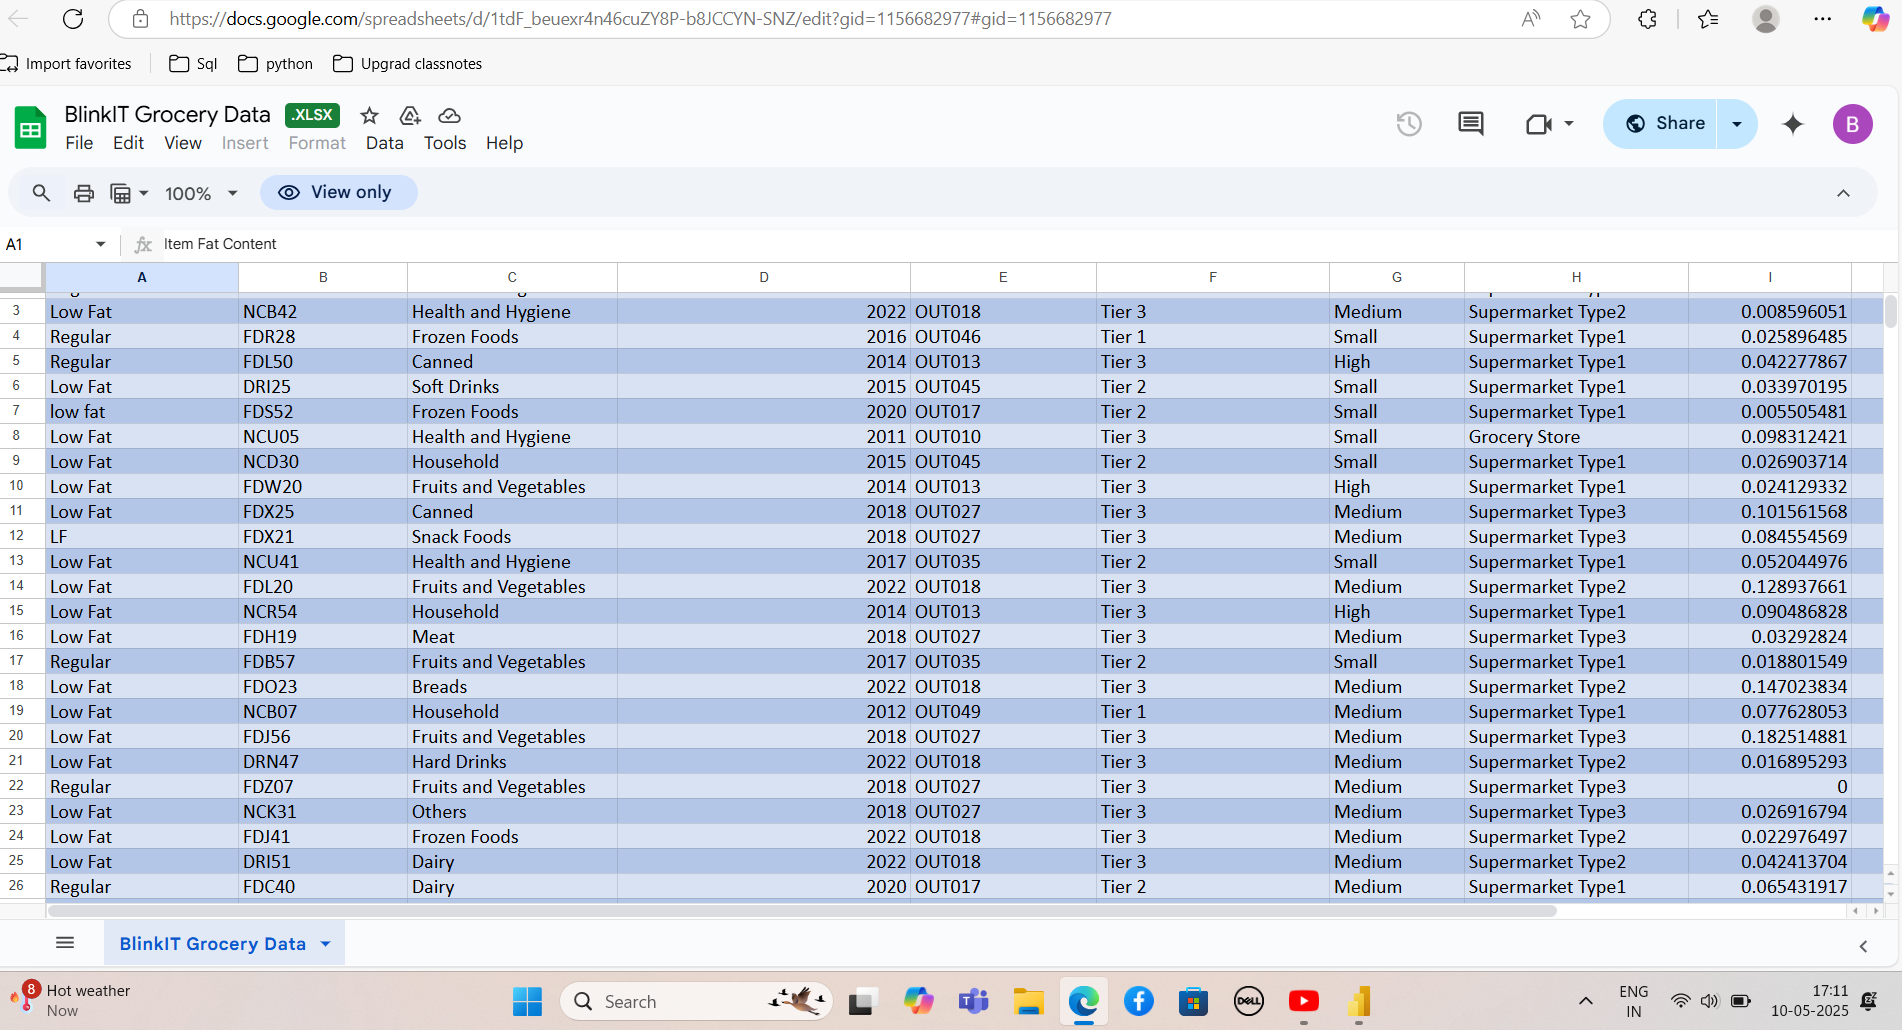 https://docs.google.com/spreadsheets/d/1tdF_beuexr4n46cuZY8P-b8JCCYN-SNZ/edit?gid=1156682977#gid=1156682977
Import favorites Sql python Upgrad classnotes
BlinkIT Grocery Data .XLSX
File Edit View Insert Format Data Tools Help
Share B
100% View only
A1 fx Item Fat Content
A B C D E F G H I
3 Low Fat NCB42 Health and Hygiene 2022 OUT018 Tier 3 Medium Supermarket Type2 0.008596051
4 Regular FDR28 Frozen Foods 2016 OUT046 Tier 1 Small Supermarket Type1 0.025896485
5 Regular FDL50 Canned 2014 OUT013 Tier 3 High Supermarket Type1 0.042277867
6 Low Fat DRI25 Soft Drinks 2015 OUT045 Tier 2 Small Supermarket Type1 0.033970195
7 low fat FDS52 Frozen Foods 2020 OUT017 Tier 2 Small Supermarket Type1 0.005505481
8 Low Fat NCU05 Health and Hygiene 2011 OUT010 Tier 3 Small Grocery Store 0.098312421
9 Low Fat NCD30 Household 2015 OUT045 Tier 2 Small Supermarket Type1 0.026903714
10 Low Fat FDW20 Fruits and Vegetables 2014 OUT013 Tier 3 High Supermarket Type1 0.024129332
11 Low Fat FDX25 Canned 2018 OUT027 Tier 3 Medium Supermarket Type3 0.101561568
12 LF FDX21 Snack Foods 2018 OUT027 Tier 3 Medium Supermarket Type3 0.084554569
13 Low Fat NCU41 Health and Hygiene 2017 OUT035 Tier 2 Small Supermarket Type1 0.052044976
14 Low Fat FDL20 Fruits and Vegetables 2022 OUT018 Tier 3 Medium Supermarket Type2 0.128937661
15 Low Fat NCR54 Household 2014 OUT013 Tier 3 High Supermarket Type1 0.090486828
16 Low Fat FDH19 Meat 2018 OUT027 Tier 3 Medium Supermarket Type3 0.03292824
17 Regular FDB57 Fruits and Vegetables 2017 OUT035 Tier 2 Small Supermarket Type1 0.018801549
18 Low Fat FDO23 Breads 2022 OUT018 Tier 3 Medium Supermarket Type2 0.147023834
19 Low Fat NCB07 Household 2012 OUT049 Tier 1 Medium Supermarket Type1 0.077628053
20 Low Fat FDJ56 Fruits and Vegetables 2018 OUT027 Tier 3 Medium Supermarket Type3 0.182514881
21 Low Fat DRN47 Hard Drinks 2022 OUT018 Tier 3 Medium Supermarket Type2 0.016895293
22 Regular FDZ07 Fruits and Vegetables 2018 OUT027 Tier 3 Medium Supermarket Type3 0
23 Low Fat NCK31 Others 2018 OUT027 Tier 3 Medium Supermarket Type3 0.026916794
24 Low Fat FDJ41 Frozen Foods 2022 OUT018 Tier 3 Medium Supermarket Type2 0.022976497
25 Low Fat DRI51 Dairy 2022 OUT018 Tier 3 Medium Supermarket Type2 0.042413704
26 Regular FDC40 Dairy 2020 OUT017 Tier 2 Medium Supermarket Type1 0.065431917
BlinkIT Grocery Data
8 Hot weather
Now
Search
DELL
ENG
IN
17:11
10-05-2025